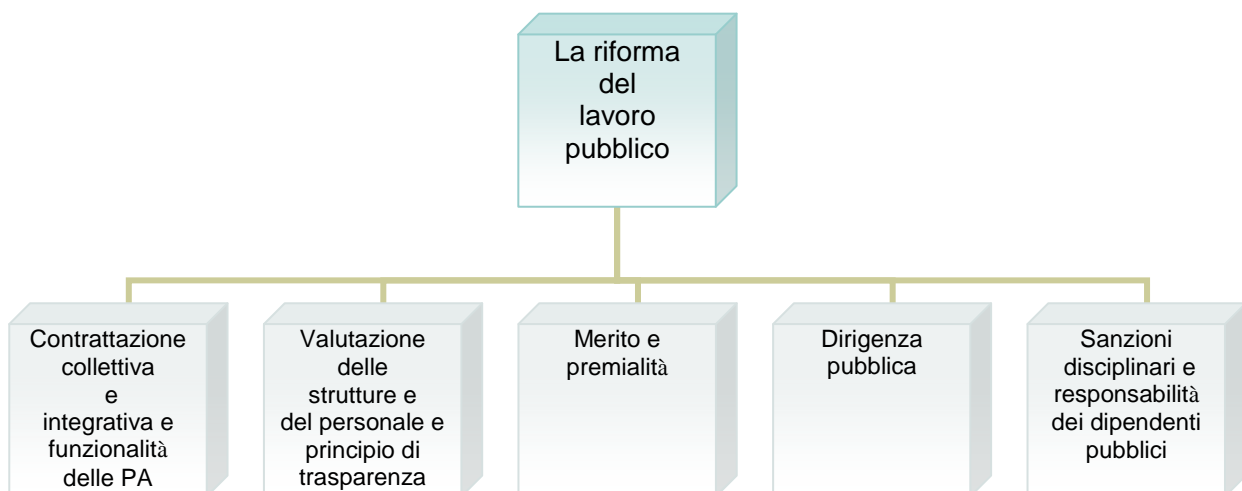 La riforma
del
lavoro
pubblico
Contrattazione
collettiva
e
integrativa e
funzionalità
delle PA
Valutazione
delle
strutture e
del personale e
principio di
trasparenza
Merito e
premialità
Dirigenza
pubblica
Sanzioni
disciplinari e
responsabilità
dei dipendenti
pubblici